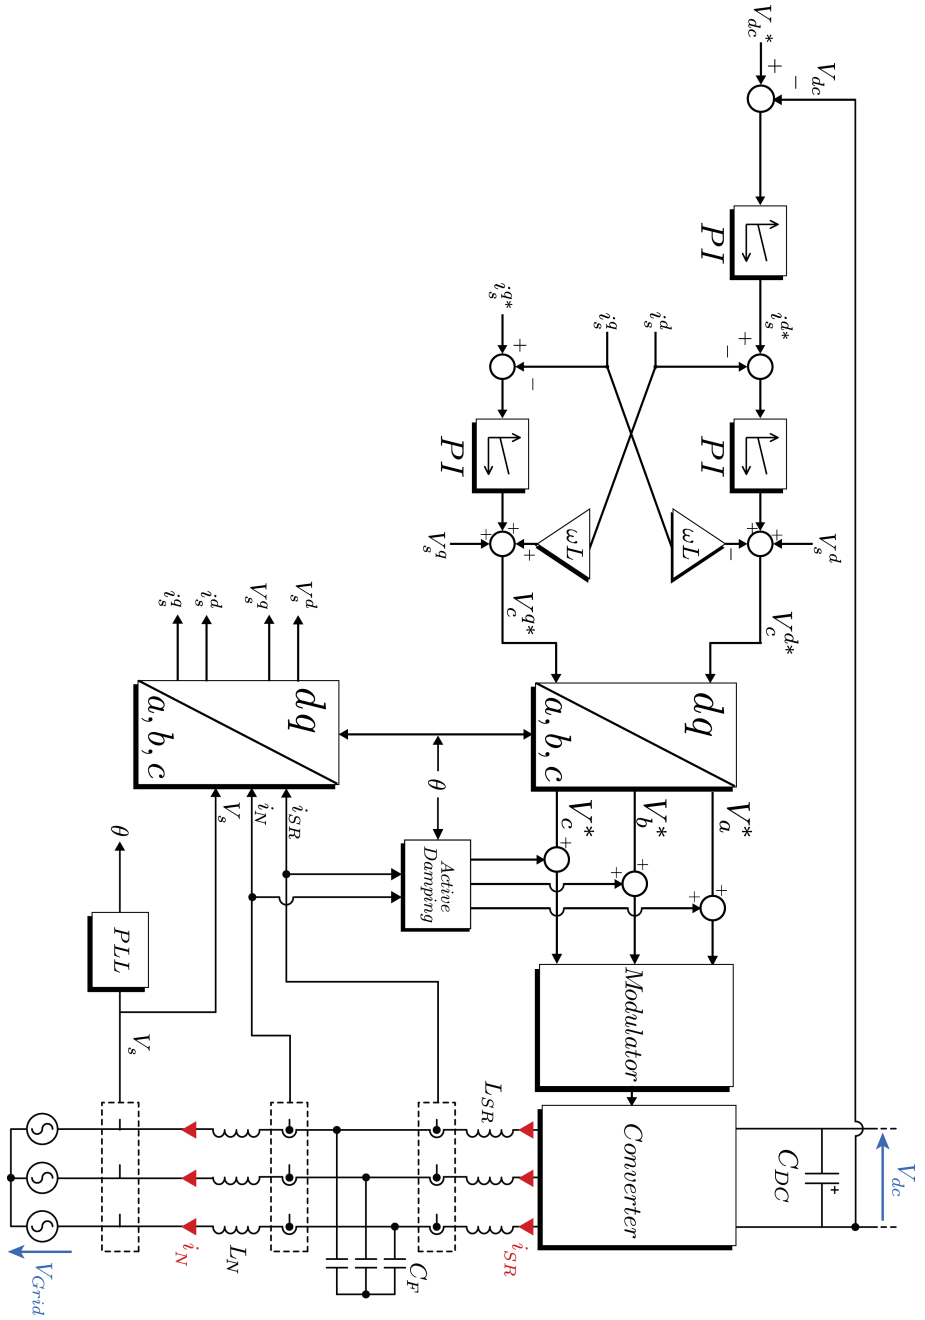 V_dc
V_dc
-
V_s^d
+
C_DC
+
V_dc^*
+
i_s^d*
+
-
V_c^d*
+
+
-
PI
PI
dq
V_a^*
+
+
i_s^d
ωL
V_b^*
+
+
Modulator
Converter
i_s^q
ωL
a, b, c
V_c^*
+
i_s^q*
+
-
V_c^q*
+
+
+
PI
PI
V_s^q
θ
Active
Damping
L_SR
i_SR
C_F
V_s^d
V_s^q
i_s^d
i_s^q
dq
a, b, c
i_SR
i_N
V_s
L_N
i_N
θ
PLL
V_s
V_Grid